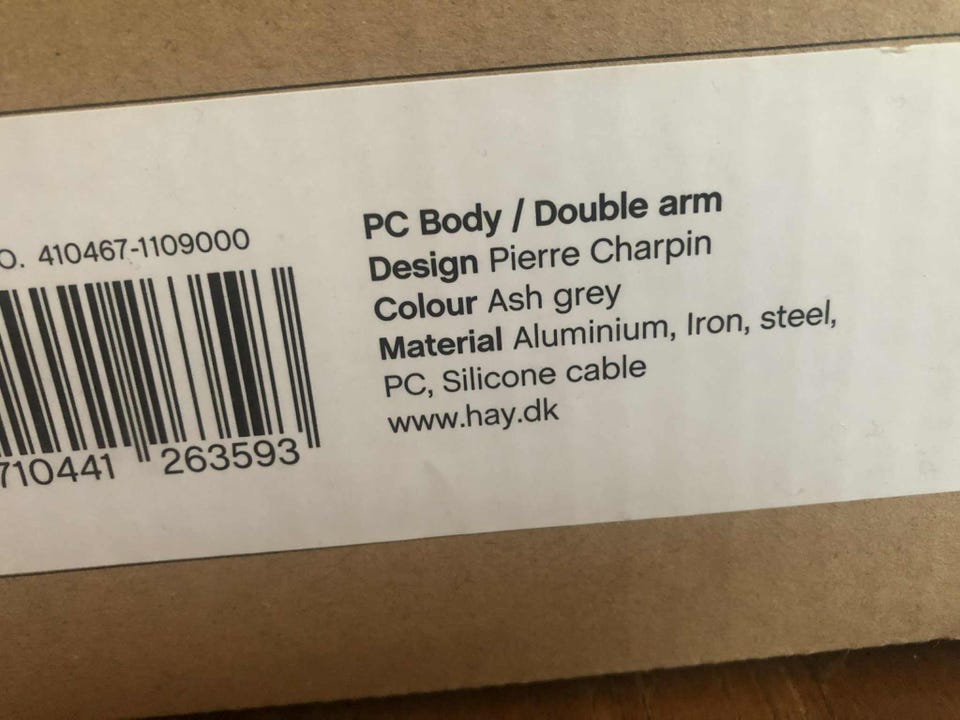 O. 410467-1109000
710441 263593
PC Body / Double arm
Design Pierre Charpin
Colour Ash grey
Material Aluminium, Iron, steel,
PC, Silicone cable
www.hay.dk